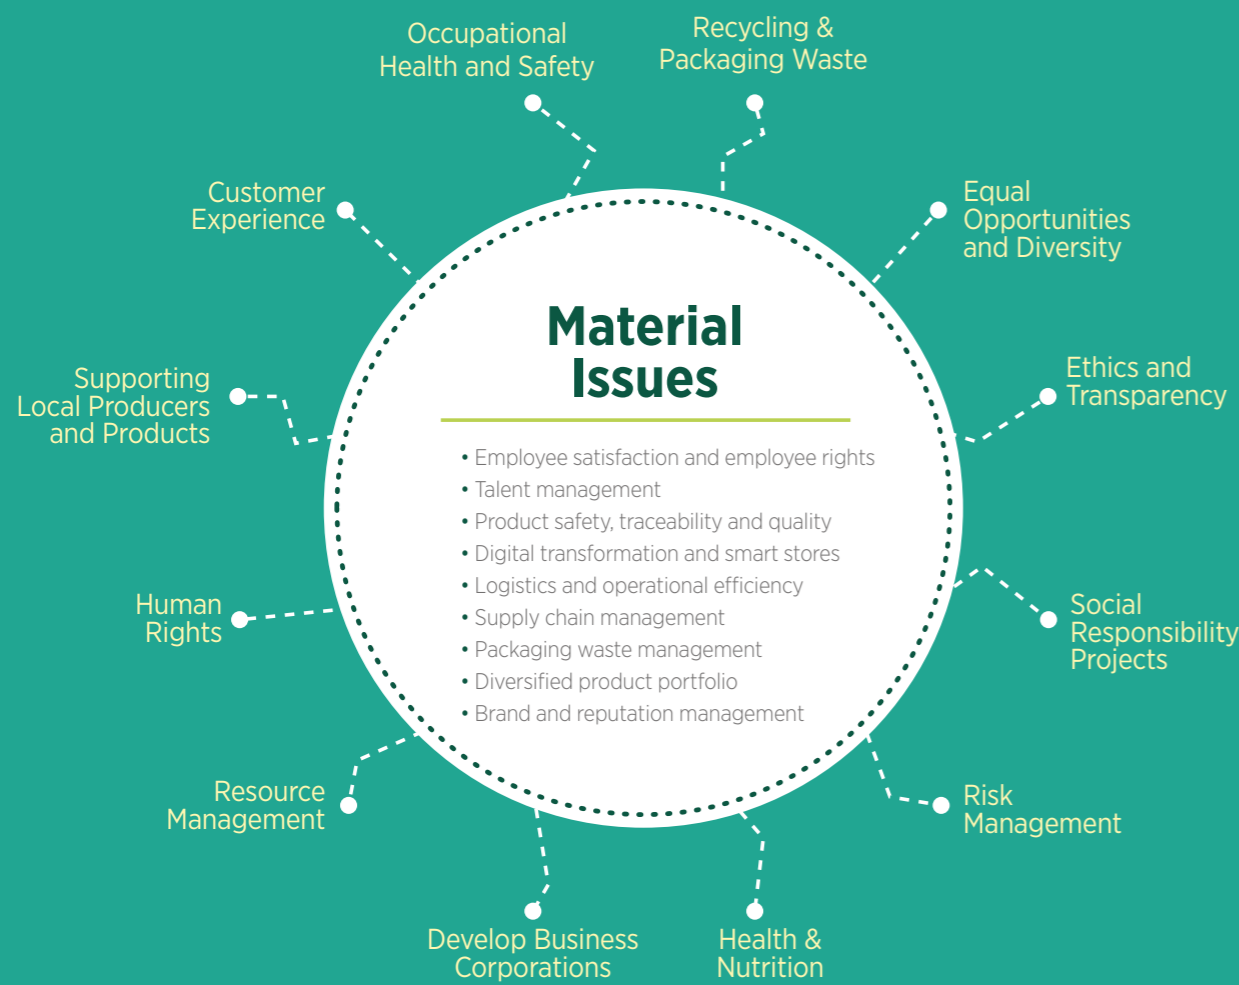 Occupational
Health and Safety
Recycling &
Packaging Waste
Customer
Experience
Equal
Opportunities
and Diversity
Supporting
Local Producers
and Products
Ethics and
Transparency
Material
Issues
• Employee satisfaction and employee rights
• Talent management
• Product safety, traceability and quality
• Digital transformation and smart stores
• Logistics and operational efficiency
• Supply chain management
• Packaging waste management
• Diversified product portfolio
• Brand and reputation management
Human
Rights
Social
Responsibility
Projects
Resource
Management
Risk
Management
Develop Business
Corporations
Health &
Nutrition